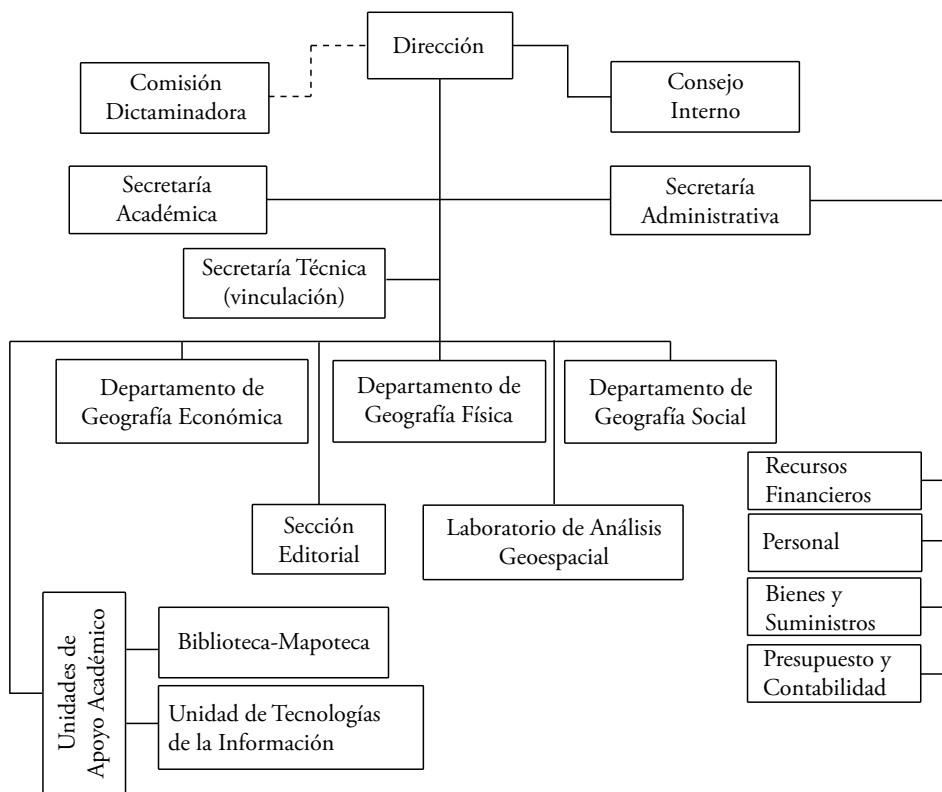 Dirección
Comisión
Dictaminadora
Consejo
Interno
Secretaría
Académica
Secretaría
Administrativa
Secretaría Técnica
(vinculación)
Departamento de
Geografía Económica
Departamento de
Geografía Física
Departamento de
Geografía Social
Recursos
Financieros
Sección
Editorial
Laboratorio de Análisis
Geoespacial
Personal
Bienes y
Suministros
Unidades de
Apoyo Académico
Biblioteca-Mapoteca
Presupuesto y
Contabilidad
Unidad de Tecnologías
de la Información